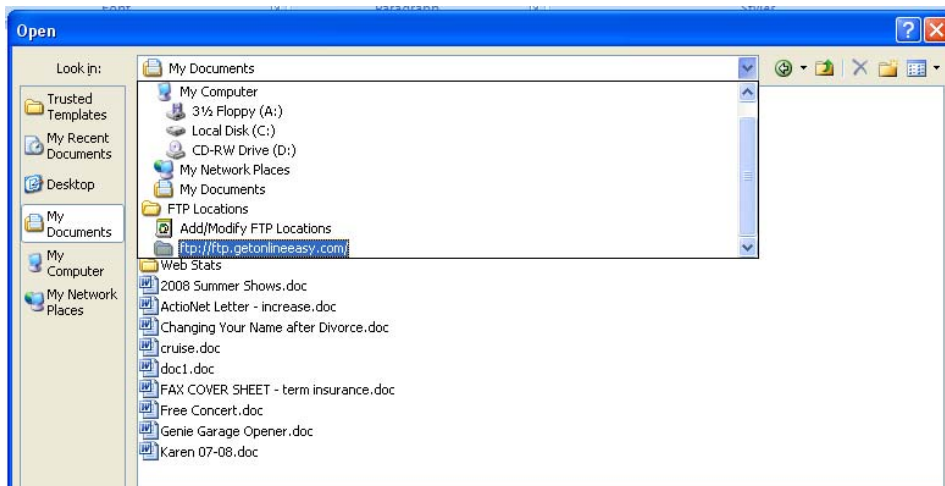 Font
Paragraph
Styles
Open
Look in:
My Documents
My Computer
3½ Floppy (A:)
Local Disk (C:)
CD-RW Drive (D:)
My Network Places
My Documents
FTP Locations
Add/Modify FTP Locations
ftp://ftp.getonlineeasy.com/
Trusted
Templates
My Recent
Documents
Desktop
My
Documents
My
Computer
My Network
Places
Web Stats
2008 Summer Shows.doc
ActioNet Letter - increase.doc
Changing Your Name after Divorce.doc
cruise.doc
doc1.doc
FAX COVER SHEET - term insurance.doc
Free Concert.doc
Genie Garage Opener.doc
Karen 07-08.doc